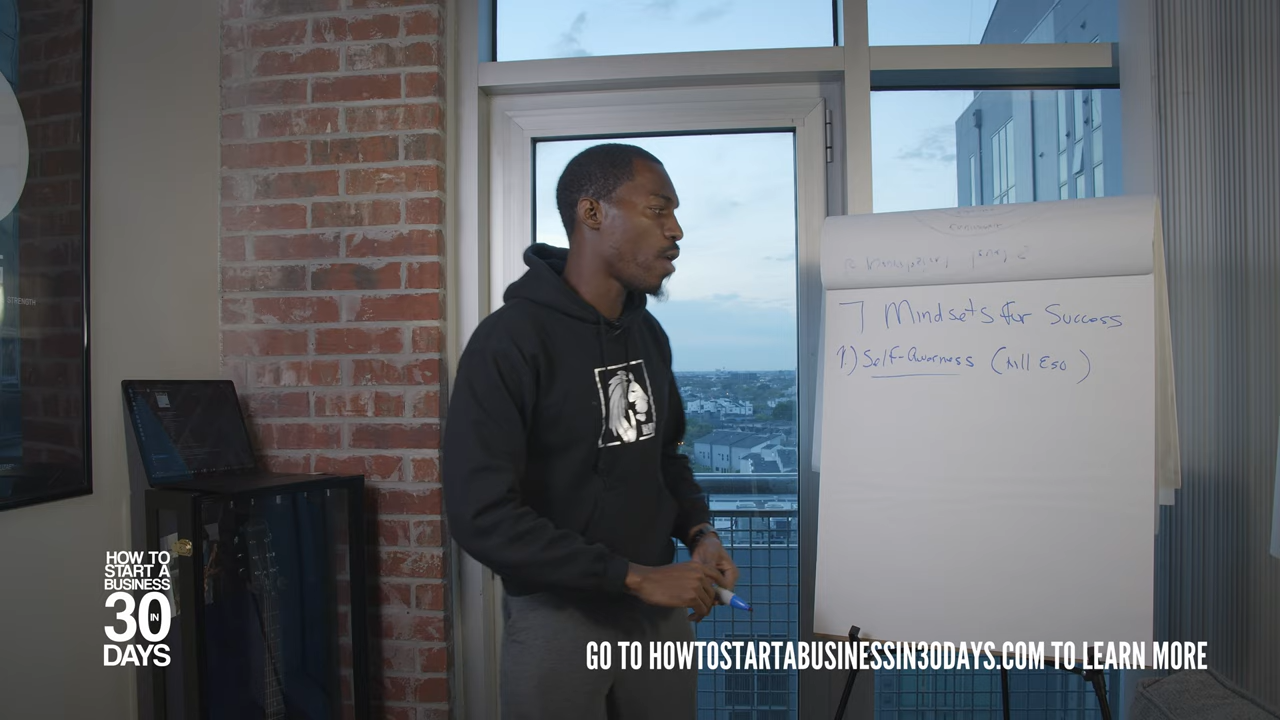 STRENGTH
7 Mindsets for Success
1.) Self-Awarness (Kill Ego)
HOW TO
START A
BUSINESS
30 IN
DAYS
GO TO HOWTOSTARTABUSINESSIN30DAYS.COM TO LEARN MORE